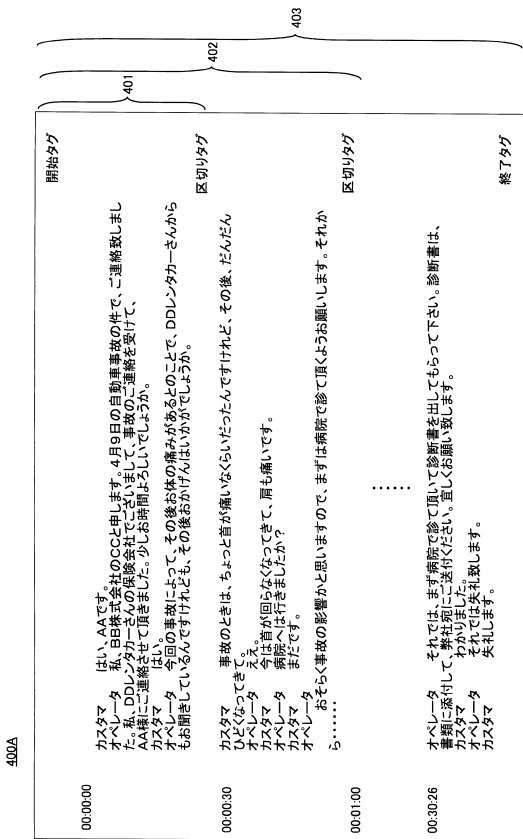 400A
403
402
401
開始タグ
00:00:00
カスタマ　はい、AAです。
オペレータ　私、BB株式会社のCCと申します。4月9日の自動車事故の件で、ご連絡致しまし
た。私、DDレンタカーさんの保険会社でございまして、事故のご連絡を受けて、
AA様にご連絡させて頂きました。少しお時間よろしいでしょうか。
カスタマ　はい。
オペレータ　今回の事故によって、その後お体の痛みがあるとのことで、DDレンタカーさんから
もお聞きしているんですけれども、その後おかげんはいかがでしょうか。
区切りタグ
00:00:30
カスタマ　事故のときは、ちょっと首が痛いなくらいだったんですけれど、その後、だんだん
ひどくなってきて。
オペレータ　ええ。
カスタマ　今は首が回らなくなってきて、肩も痛いです。
オペレータ　病院へは行きましたか?
カスタマ　まだです。
オペレータ
おそらく事故の影響かと思いますので、まずは病院で診て頂くようお願いします。それか
ら・・・・・・
区切りタグ
00:01:00
・・・・・・
00:30:26
オペレータ　それでは、まず病院で診て頂いて診断書を出してもらって下さい。診断書は、
書類に添付して、弊社宛にご送付ください。宜しくお願い致します。
カスタマ　わかりました。
オペレータ　それでは失礼致します。
カスタマ　失礼します。
終了タグ